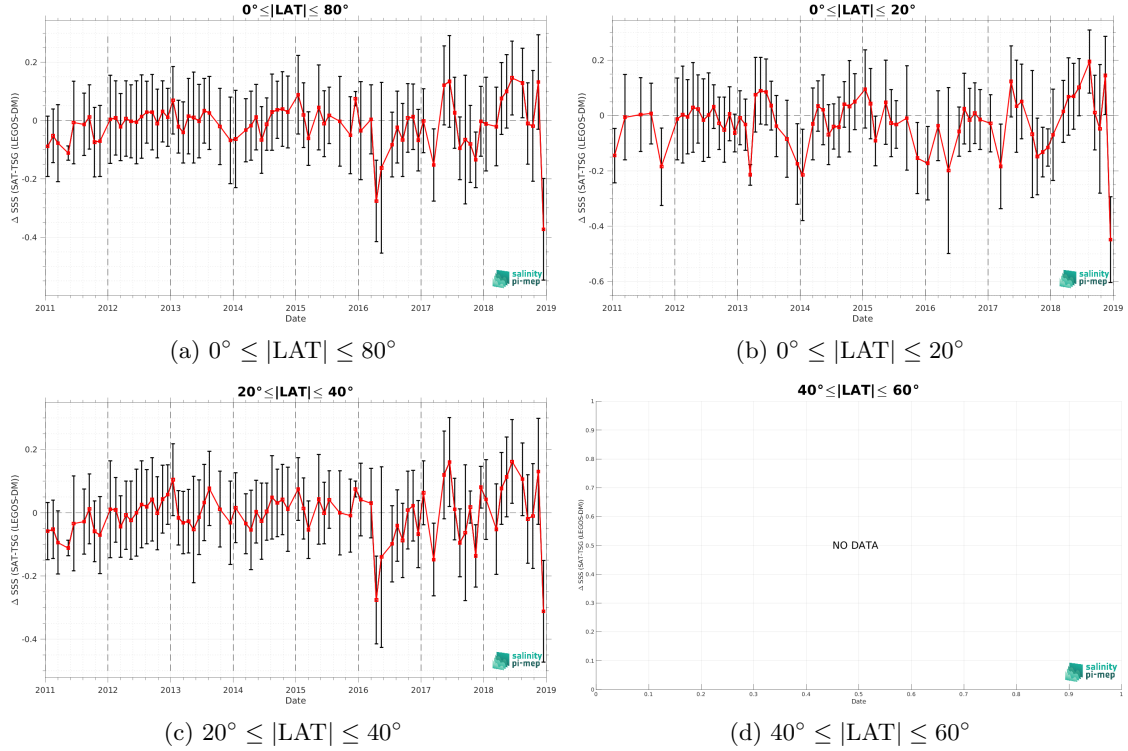 0°≤|LAT|≤ 80°
Δ SSS (SAT-TSG (LEGOS-DM))
0.2
0
-0.2
-0.4
2011 2012 2013 2014 2015 2016 2017 2018 2019
Date
salinity
pi-mep
(a) 0° ≤ |LAT| ≤ 80°
0°≤|LAT|≤ 20°
Δ SSS (SAT-TSG (LEGOS-DM))
0.2
0
-0.2
-0.4
-0.6
2011 2012 2013 2014 2015 2016 2017 2018 2019
Date
salinity
pi-mep
(b) 0° ≤ |LAT| ≤ 20°
20°≤|LAT|≤ 40°
Δ SSS (SAT-TSG (LEGOS-DM))
0.2
0
-0.2
-0.4
2011 2012 2013 2014 2015 2016 2017 2018 2019
Date
salinity
pi-mep
(c) 20° ≤ |LAT| ≤ 40°
40°≤|LAT|≤ 60°
Δ SSS (SAT-TSG (LEGOS-DM))
1
0.9
0.8
0.7
0.6
0.5
0.4
0.3
0.2
0.1
0
NO DATA
0 0.1 0.2 0.3 0.4 0.5 0.6 0.7 0.8 0.9 1
Date
salinity
pi-mep
(d) 40° ≤ |LAT| ≤ 60°